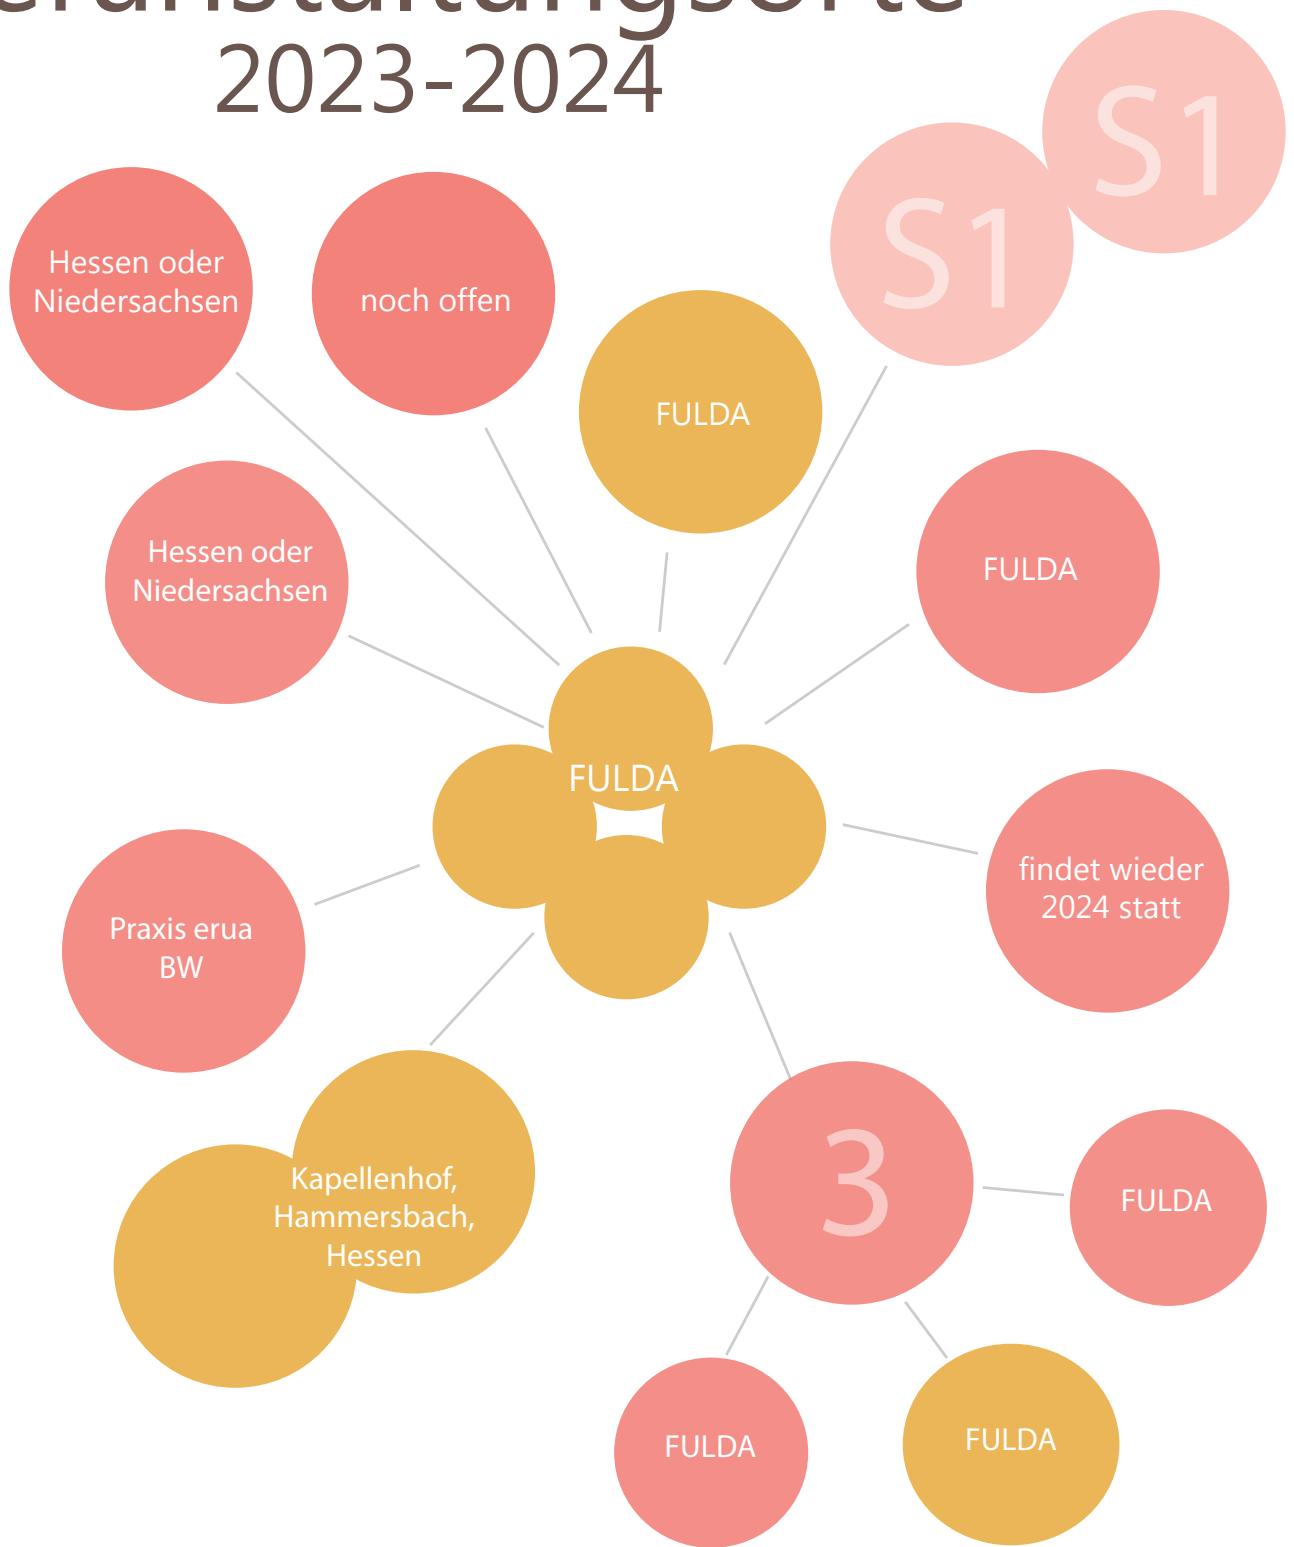 2023-2024
S1
S1
Hessen oder
Niedersachsen
noch offen
FULDA
Hessen oder
Niedersachsen
FULDA
FULDA
findet wieder
2024 statt
Praxis erua
BW
Kapellenhof,
Hammersbach,
Hessen
3
FULDA
FULDA
FULDA